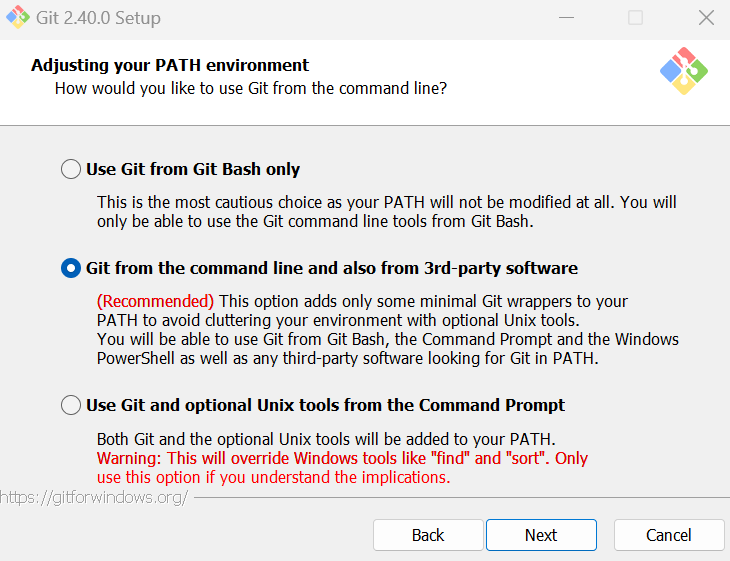 Git 2.40.0 Setup
Adjusting your PATH environment
How would you like to use Git from the command line?
Use Git from Git Bash only
This is the most cautious choice as your PATH will not be modified at all. You will
only be able to use the Git command line tools from Git Bash.
Git from the command line and also from 3rd-party software
(Recommended) This option adds only some minimal Git wrappers to your
PATH to avoid cluttering your environment with optional Unix tools.
You will be able to use Git from Git Bash, the Command Prompt and the Windows
PowerShell as well as any third-party software looking for Git in PATH.
Use Git and optional Unix tools from the Command Prompt
Both Git and the optional Unix tools will be added to your PATH.
Warning: This will override Windows tools like "find" and "sort". Only
use this option if you understand the implications.
https://gitforwindows.org/
Back
Next
Cancel